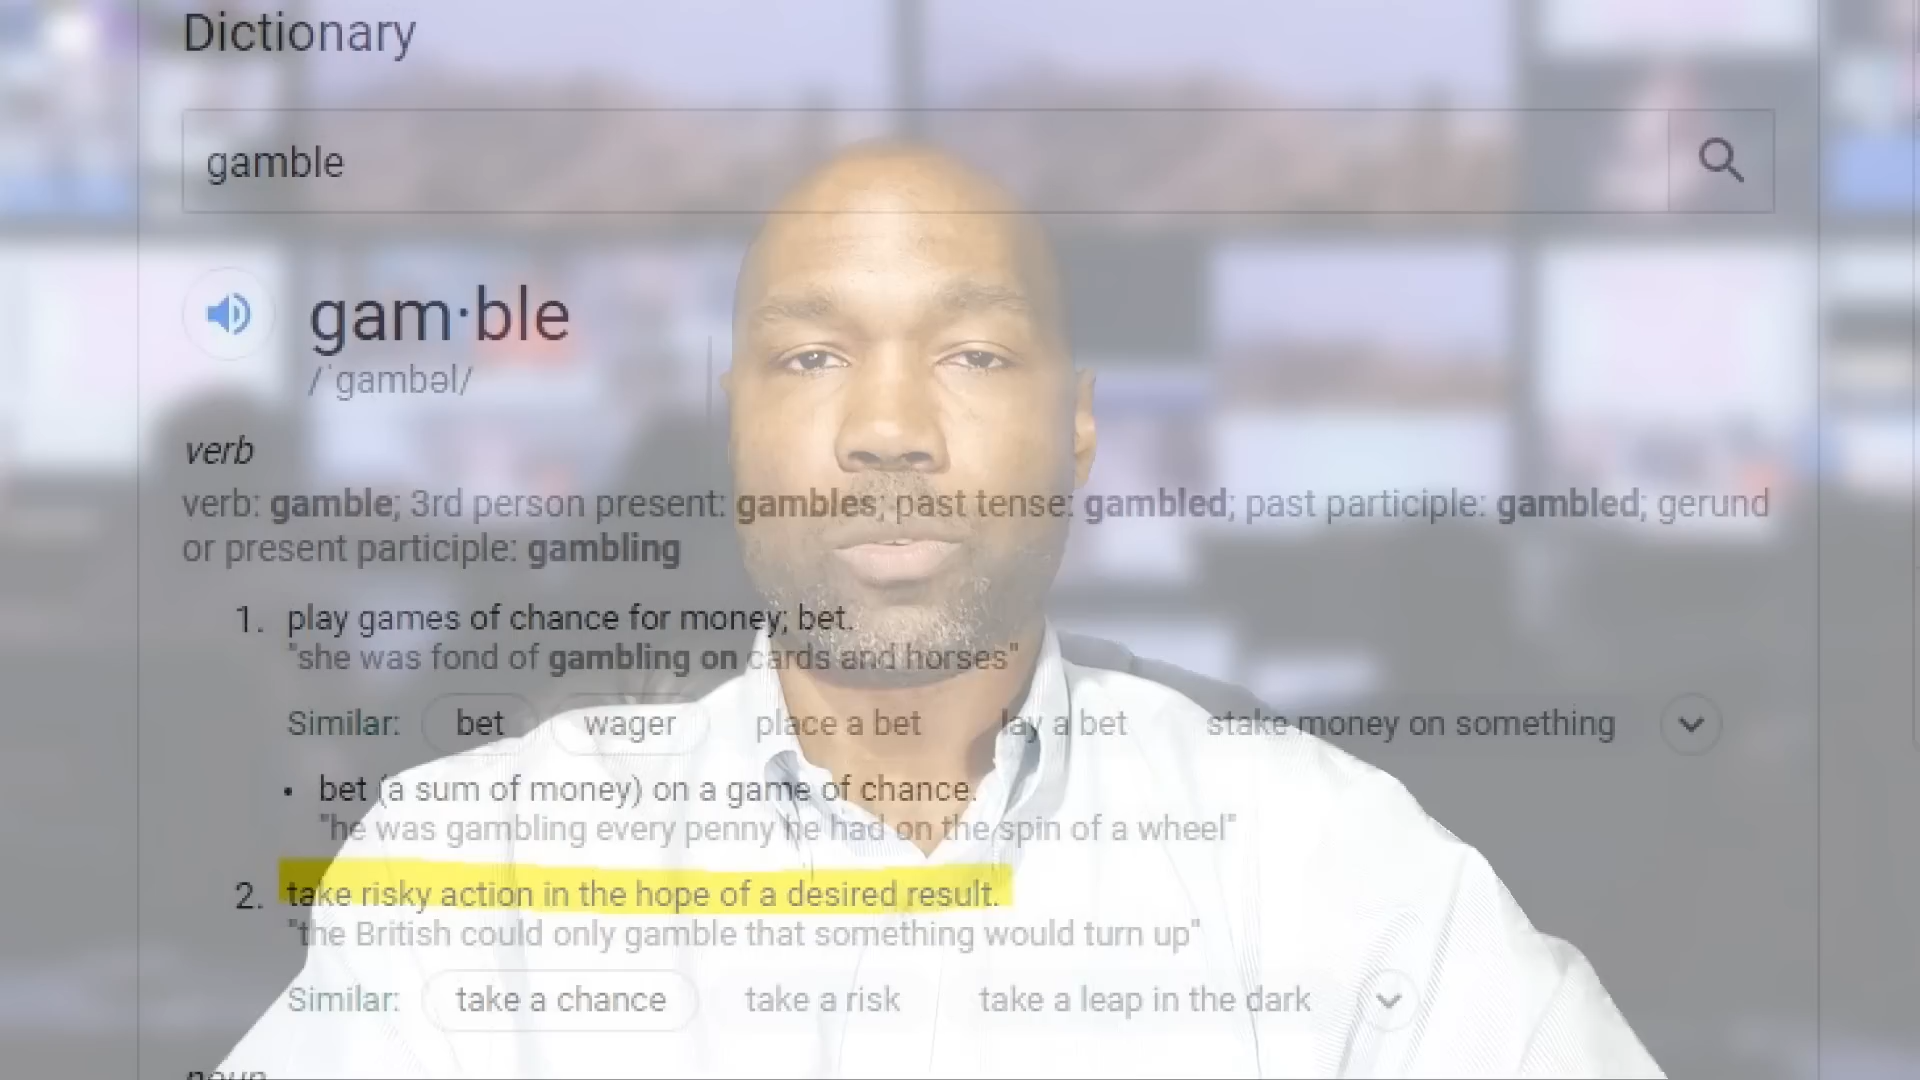 Dictionary
gamble
gam·ble
/ˈɡambəl/
verb
verb: gamble; 3rd person present: gambles; past tense: gambled; past participle: gambled; gerund
or present participle: gambling
1. play games of chance for money; bet.
"she was fond of gambling on cards and horses"
Similar: bet wager place a bet lay a bet stake money on something
• bet (a sum of money) on a game of chance.
"he was gambling every penny he had on the spin of a wheel"
2. take risky action in the hope of a desired result.
"the British could only gamble that something would turn up"
Similar: take a chance take a risk take a leap in the dark
noun